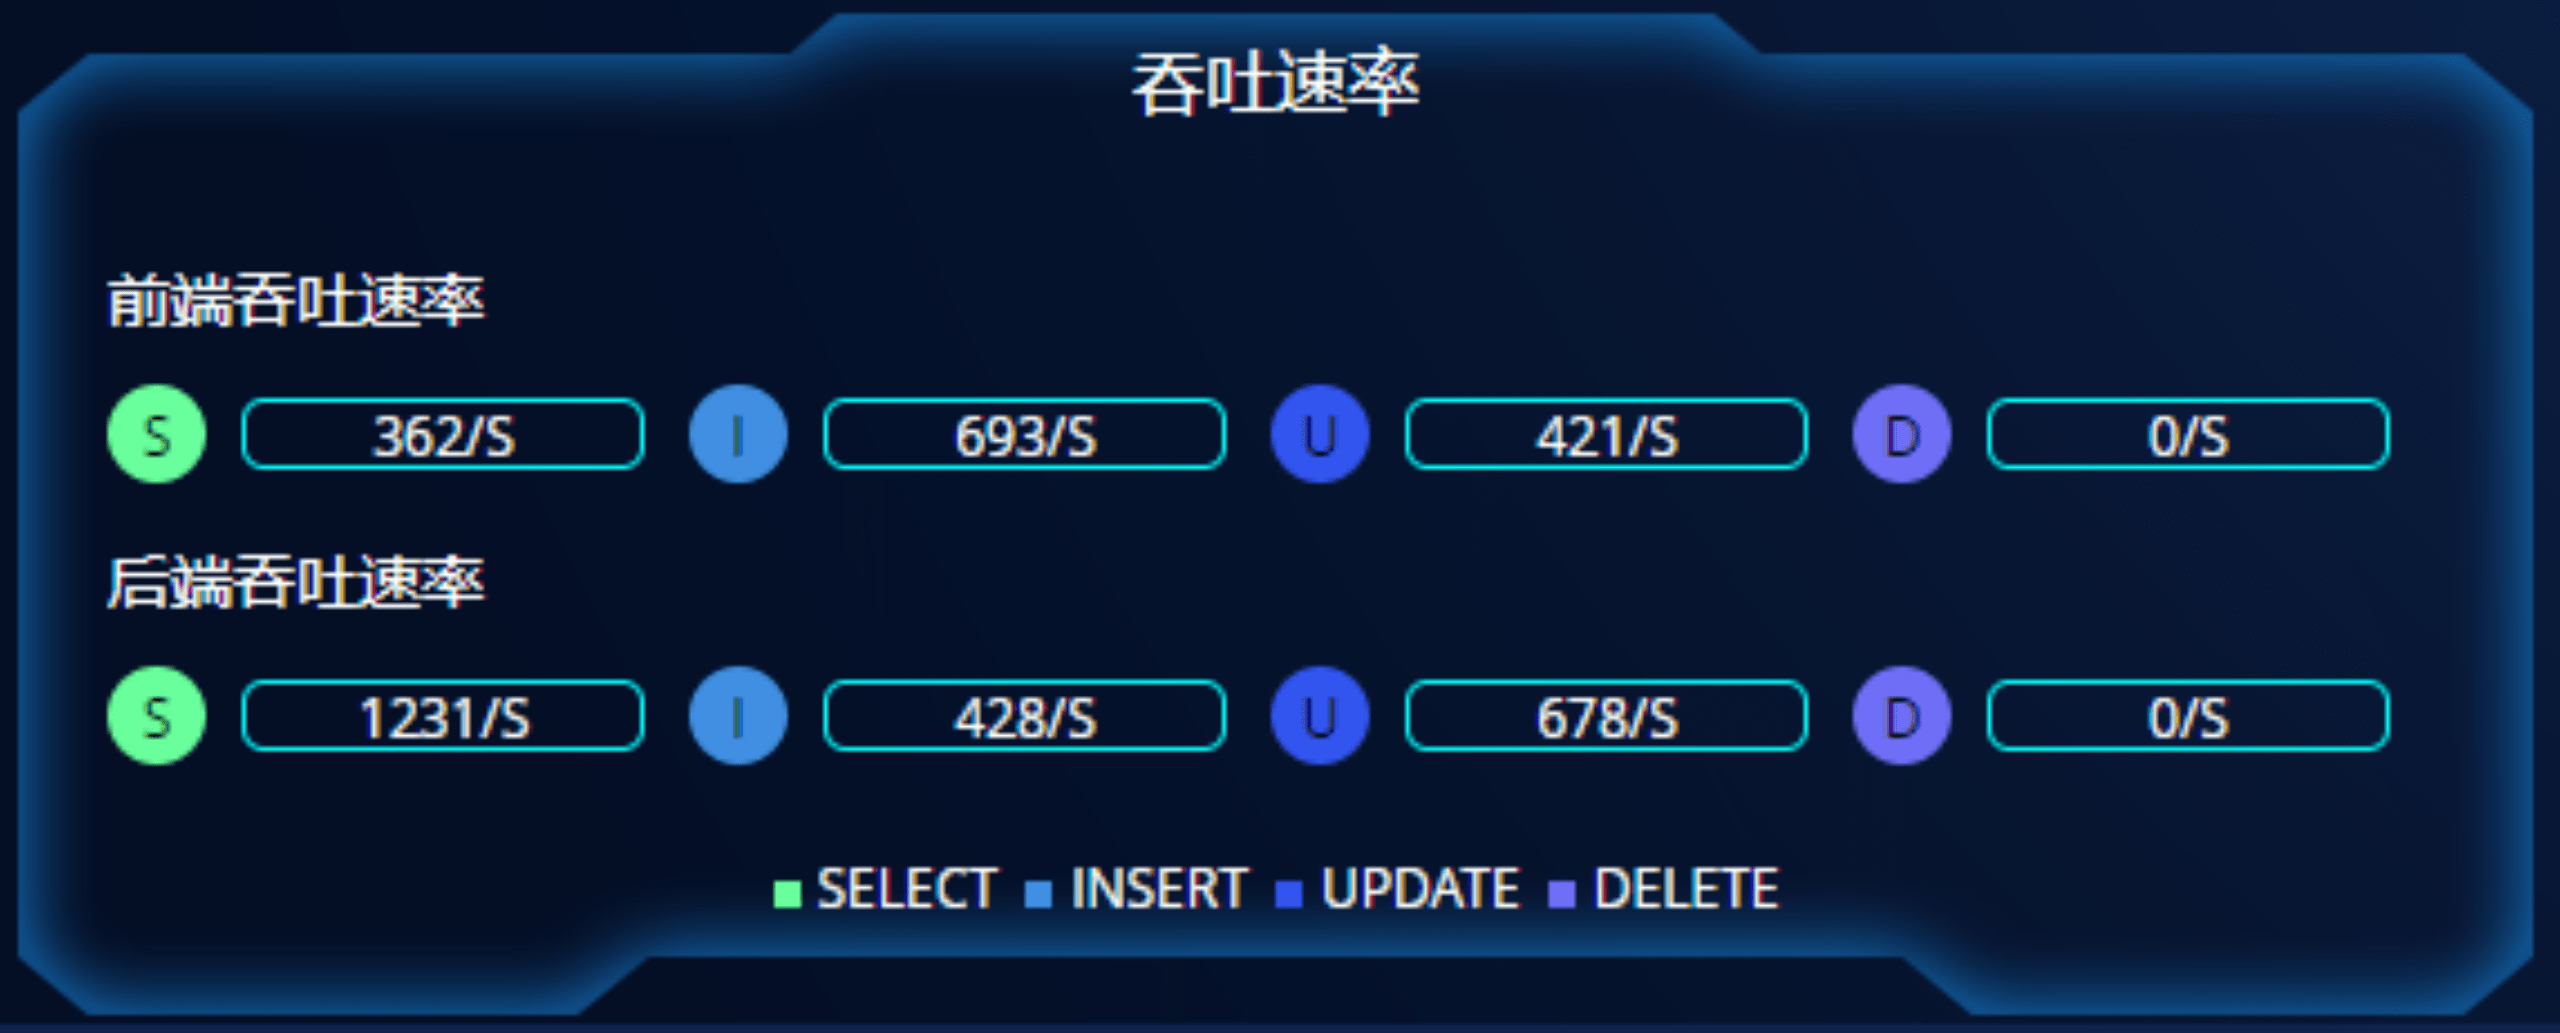 吞吐速率
前端吞吐速率
S 362/S I 693/S U 421/S D 0/S
后端吞吐速率
S 1231/S I 428/S U 678/S D 0/S
SELECT INSERT UPDATE DELETE